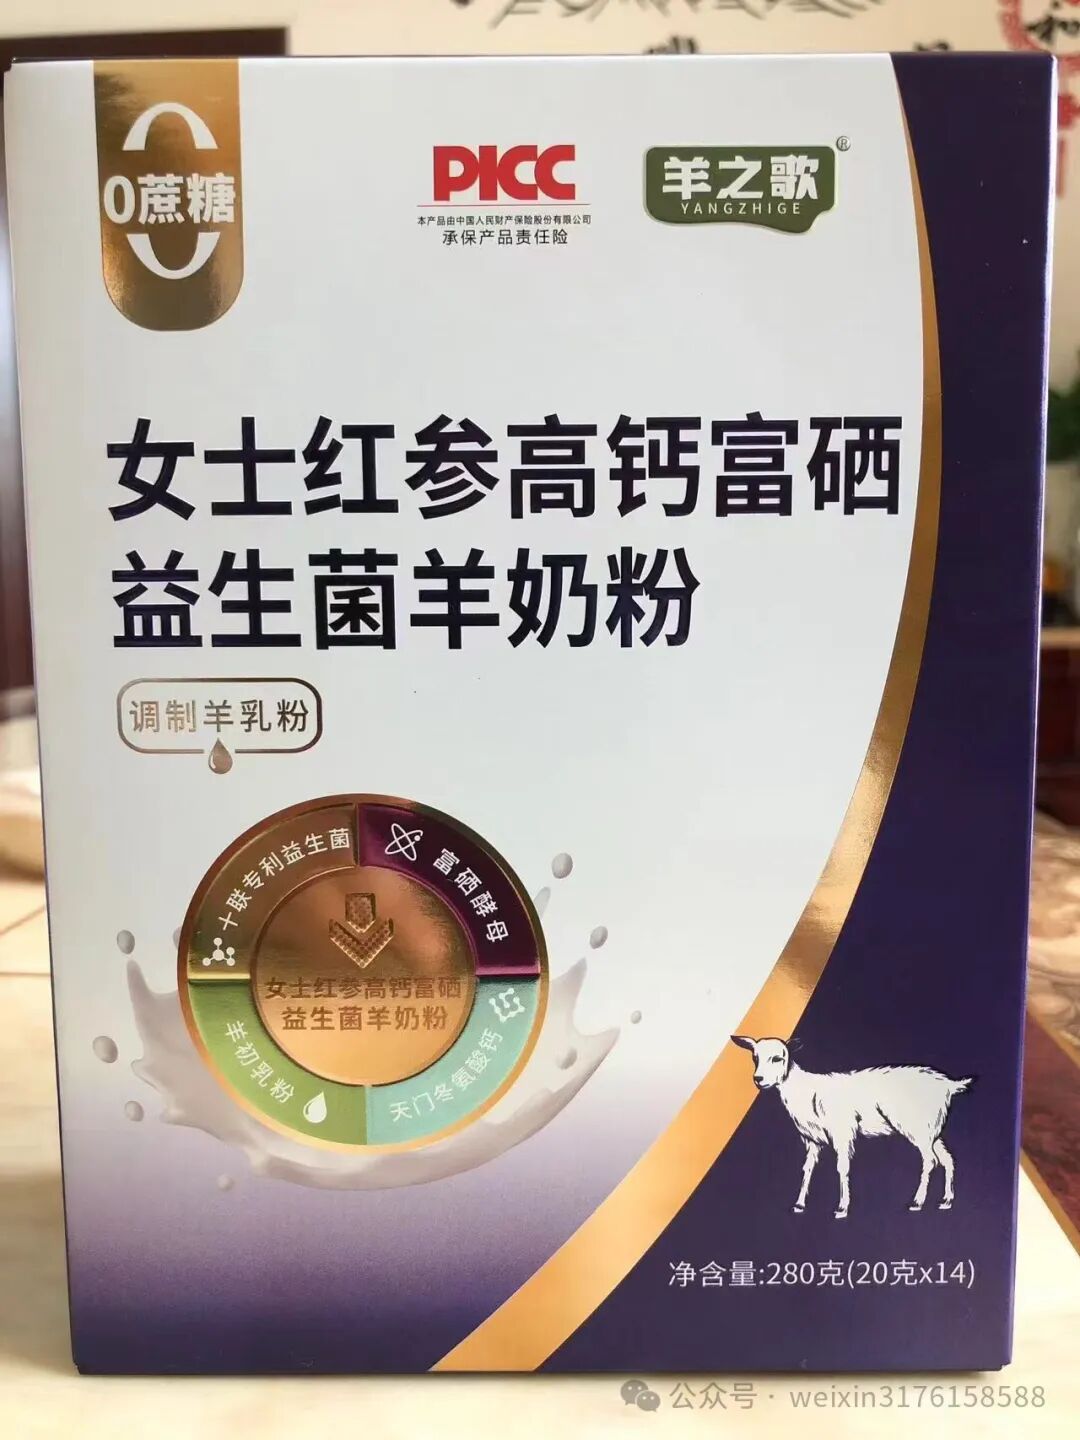 和
0蔗糖
PICC
本产品由中国人民财产保险股份有限公司
承保产品责任险
羊之歌®
YANGZHIGE
女士红参高钙富硒
益生菌羊奶粉
调制羊乳粉
十联专利益生菌
富硒酵母
女士红参高钙富硒
益生菌羊奶粉
羊初乳粉
天门冬氨酸钙
净含量:280克(20克x14)
公众号 · weixin3176158588